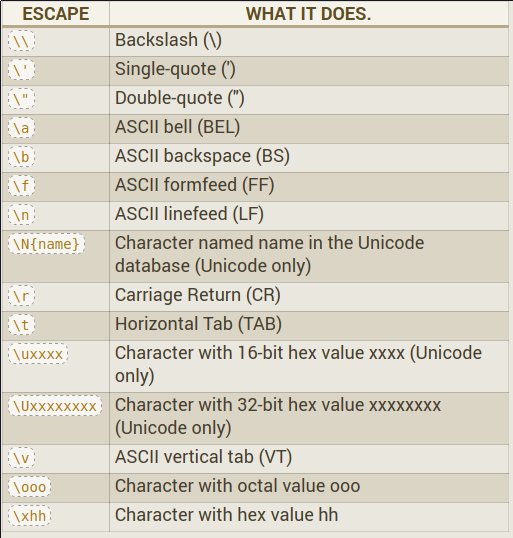 ESCAPE WHAT IT DOES.
\\ Backslash (\)
\' Single-quote (')
\" Double-quote (")
\a ASCII bell (BEL)
\b ASCII backspace (BS)
\f ASCII formfeed (FF)
\n ASCII linefeed (LF)
\N{name} Character named name in the Unicode
database (Unicode only)
\r Carriage Return (CR)
\t Horizontal Tab (TAB)
\uxxxx Character with 16-bit hex value xxxx (Unicode
only)
\Uxxxxxxxx Character with 32-bit hex value xxxxxxxx
(Unicode only)
\v ASCII vertical tab (VT)
\ooo Character with octal value ooo
\xhh Character with hex value hh